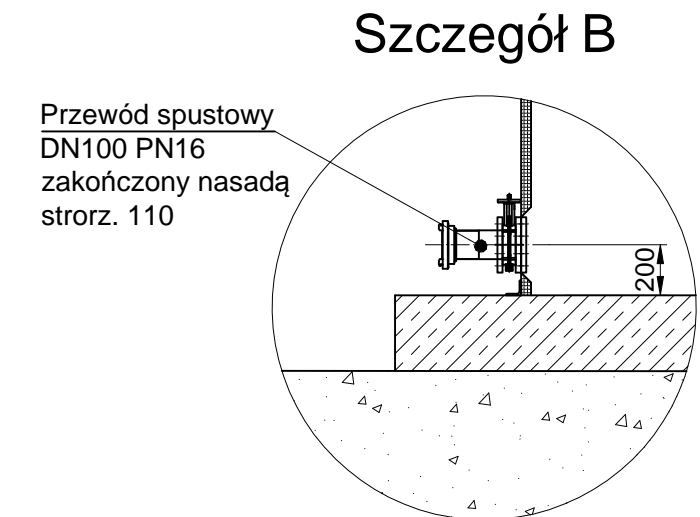 Szczegół B
Przewód spustowy
DN100 PN16
zakończony nasadą
strorz. 110
200